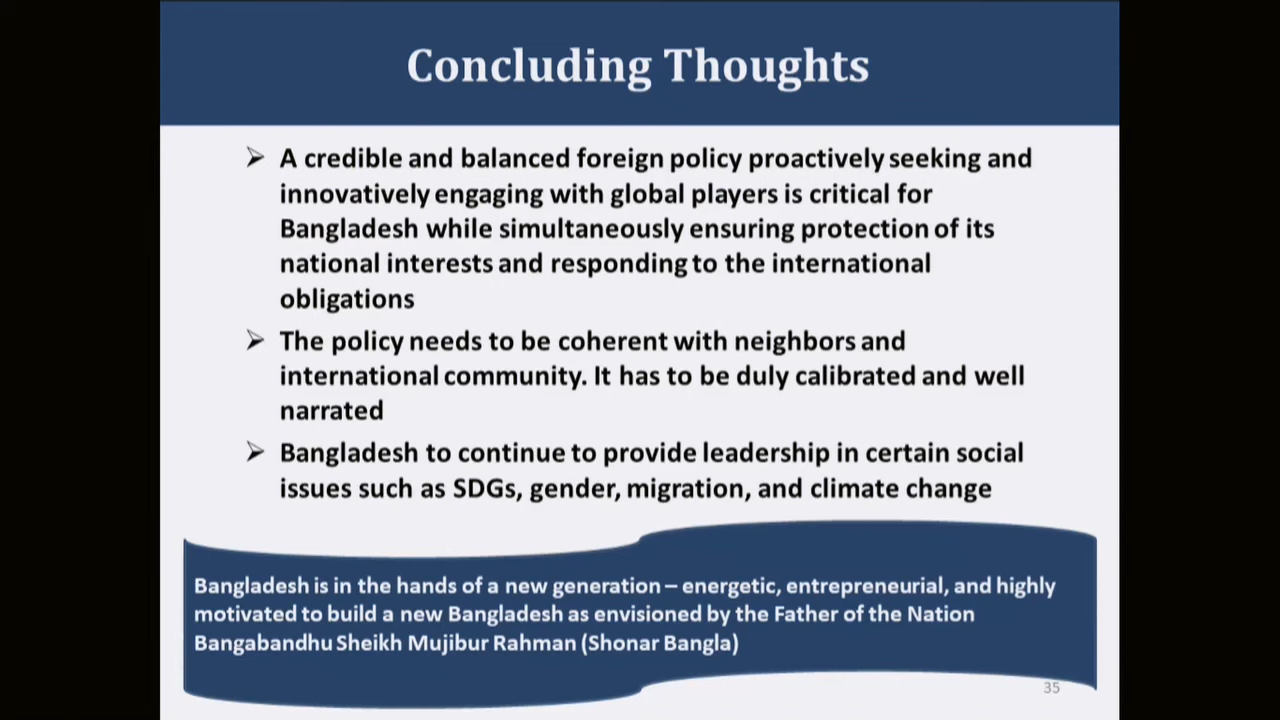 Concluding Thoughts
A credible and balanced foreign policy proactively seeking and
innovatively engaging with global players is critical for
Bangladesh while simultaneously ensuring protection of its
national interests and responding to the international
obligations
The policy needs to be coherent with neighbors and
international community. It has to be duly calibrated and well
narrated
Bangladesh to continue to provide leadership in certain social
issues such as SDGs, gender, migration, and climate change
Bangladesh is in the hands of a new generation – energetic, entrepreneurial, and highly
motivated to build a new Bangladesh as envisioned by the Father of the Nation
Bangabandhu Sheikh Mujibur Rahman (Shonar Bangla)
35